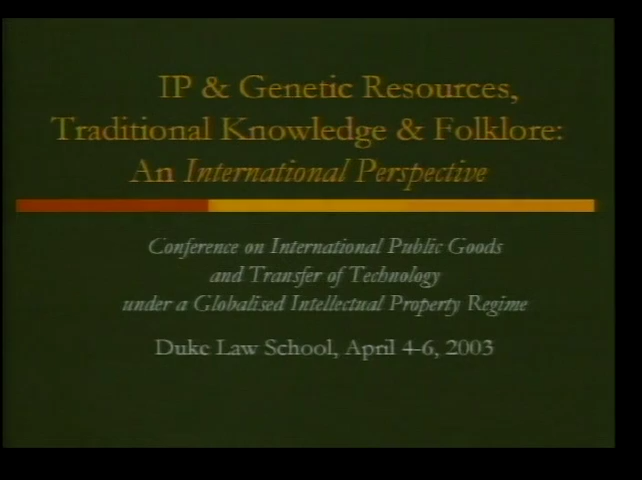 IP & Genetic Resources,
Traditional Knowledge & Folklore:
An International Perspective
Conference on International Public Goods
and Transfer of Technology
under a Globalised Intellectual Property Regime
Duke Law School, April 4-6, 2003